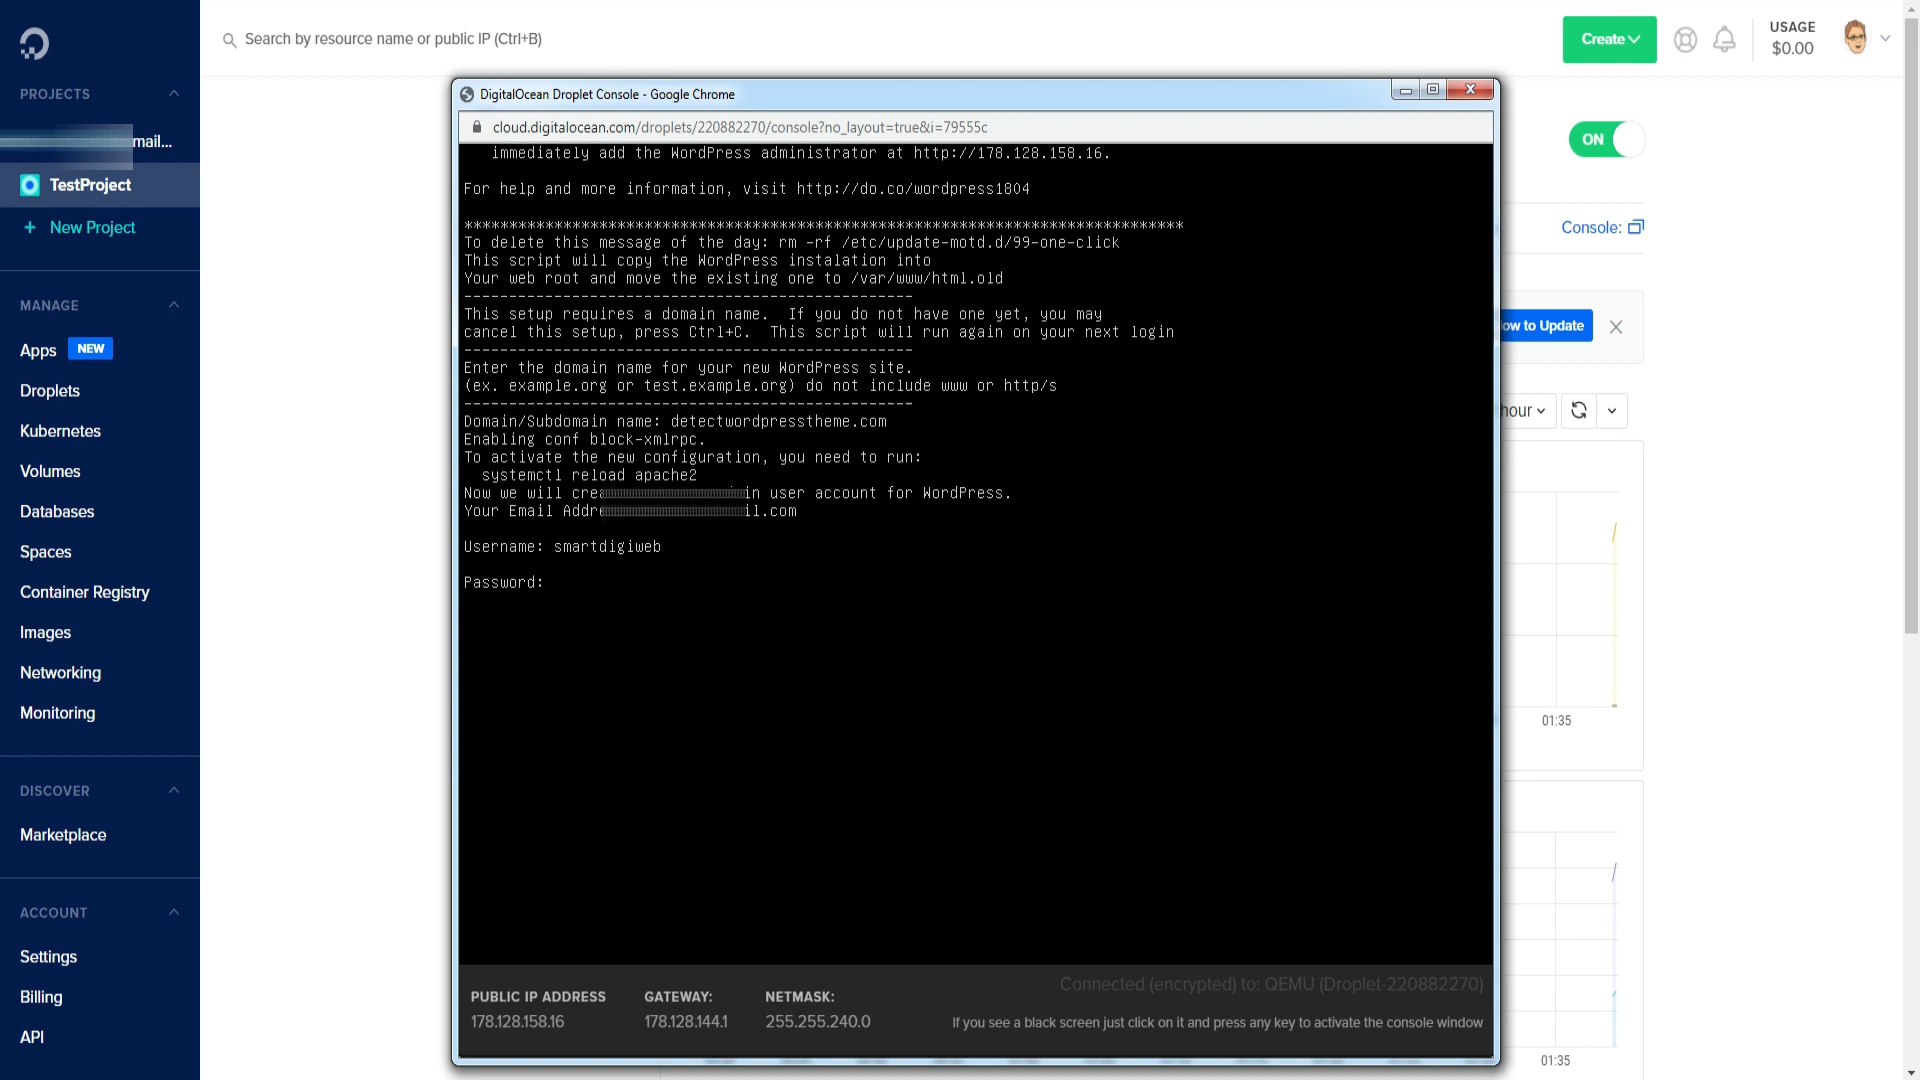 Search by resource name or public IP (Ctrl+B)
Create
USAGE
$0.00
PROJECTS
mail...
TestProject
+ New Project
MANAGE
Apps NEW
Droplets
Kubernetes
Volumes
Databases
Spaces
Container Registry
Images
Networking
Monitoring
DISCOVER
Marketplace
ACCOUNT
Settings
Billing
API
DigitalOcean Droplet Console - Google Chrome
cloud.digitalocean.com/droplets/220882270/console?no_layout=true&i=79555c
immediately add the WordPress administrator at http://178.128.158.16.
For help and more information, visit http://do.co/wordpress1804
********************************************************************************
To delete this message of the day: rm -rf /etc/update-motd.d/99-one-click
This script will copy the WordPress instalation into
Your web root and move the existing one to /var/www/html.old
--------------------------------------------------
This setup requires a domain name.  If you do not have one yet, you may
cancel this setup, press Ctrl+C.  This script will run again on your next login
--------------------------------------------------
Enter the domain name for your new WordPress site.
(ex. example.org or test.example.org) do not include www or http/s
--------------------------------------------------
Domain/Subdomain name: detectwordpresstheme.com
Enabling conf block-xmlrpc.
To activate the new configuration, you need to run:
systemctl reload apache2
Now we will user account for WordPress.
Your Email il.com
Username: smartdigiweb
Password:
PUBLIC IP ADDRESS
178.128.158.16
GATEWAY:
178.128.144.1
NETMASK:
255.255.240.0
Connected (encrypted) to: QEMU (Droplet-220882270)
If you see a black screen just click on it and press any key to activate the console window
ON
Console:
to Update
hour
01:35
01:35